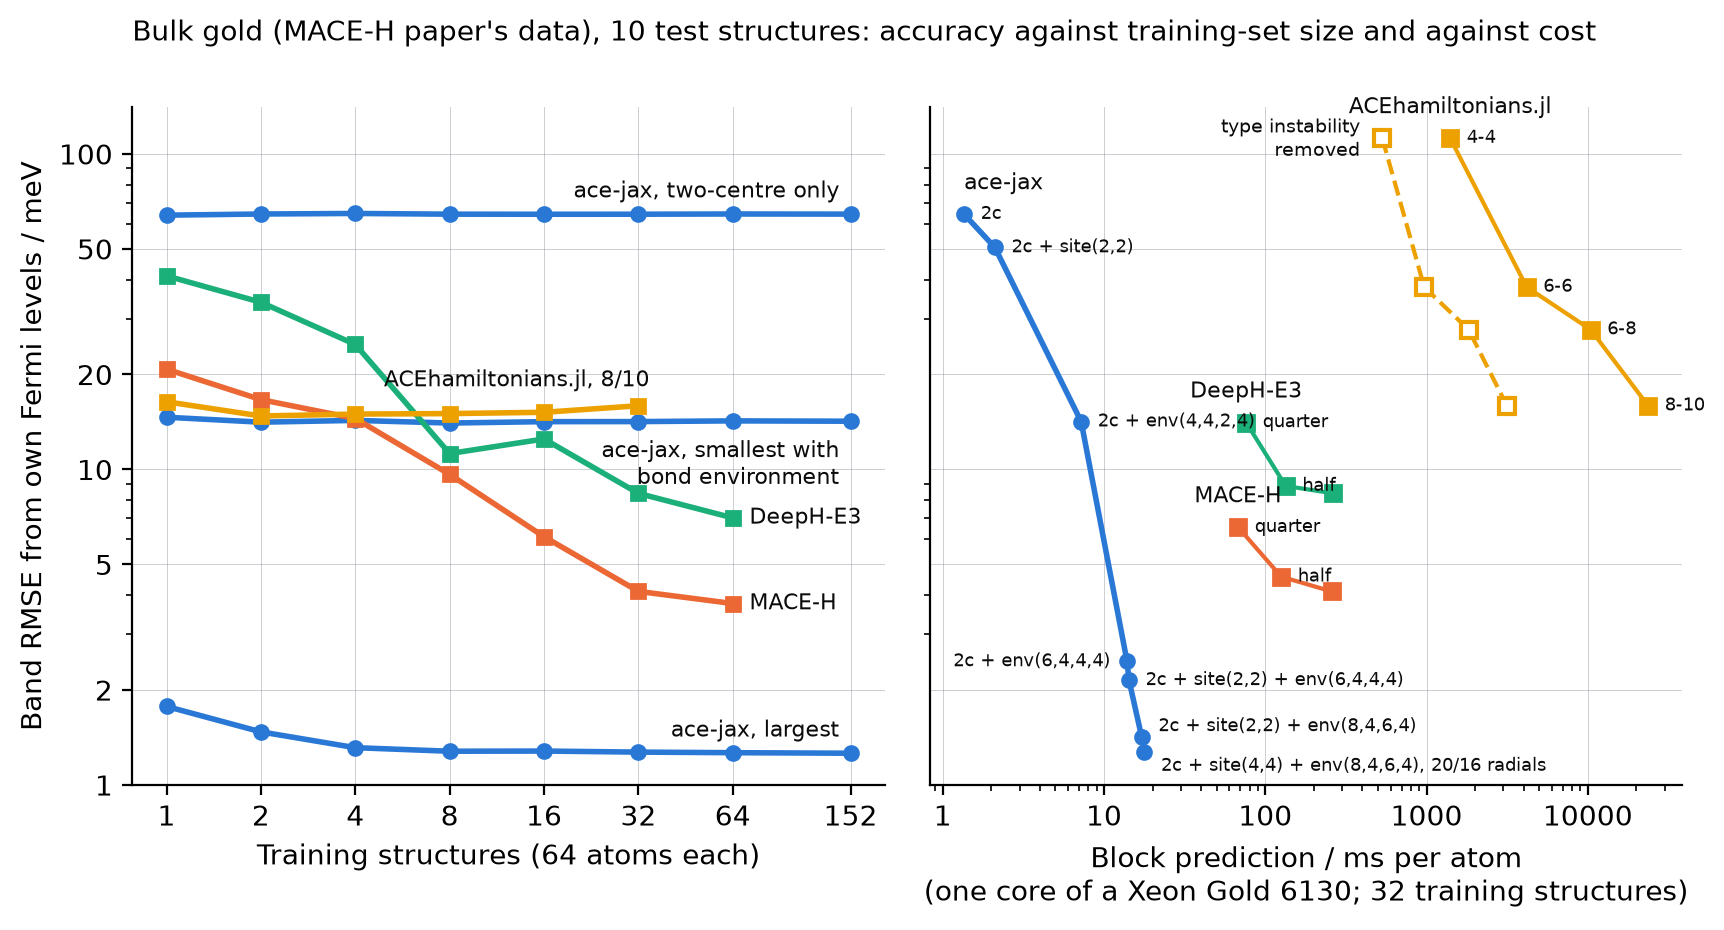 Bulk gold (MACE-H paper's data), 10 test structures: accuracy against training-set size and against cost
Band RMSE from own Fermi levels / meV
100
50
20
10
5
2
1
ace-jax, two-centre only
ACEhamiltonians.jl, 8/10
ace-jax, smallest with
bond environment
DeepH-E3
MACE-H
ace-jax, largest
1
2
4
8
16
32
64
152
Training structures (64 atoms each)
ACEhamiltonians.jl
type instability
removed
4-4
ace-jax
2c
2c + site(2,2)
6-6
6-8
DeepH-E3
8-10
2c + env(4,4,2,4)
quarter
half
MACE-H
quarter
half
2c + env(6,4,4,4)
2c + site(2,2) + env(6,4,4,4)
2c + site(2,2) + env(8,4,6,4)
2c + site(4,4) + env(8,4,6,4), 20/16 radials
1
10
100
1000
10000
Block prediction / ms per atom
(one core of a Xeon Gold 6130; 32 training structures)